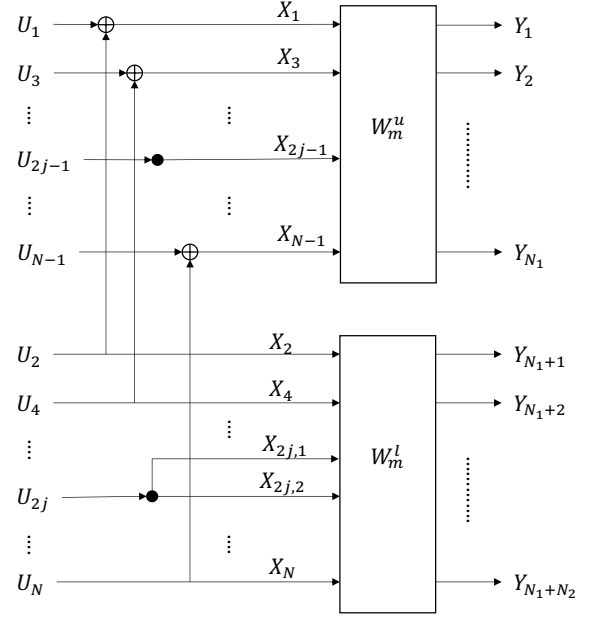 U_1 X_1 Y_1
U_3 X_3 Y_2
W_m^u
U_{2j−1} X_{2j−1}
U_{N−1} X_{N−1} Y_{N_1}
U_2 X_2 Y_{N_1+1}
U_4 X_4 Y_{N_1+2}
X_{2j,1} W_m^l
U_{2j} X_{2j,2}
U_N X_N Y_{N_1+N_2}